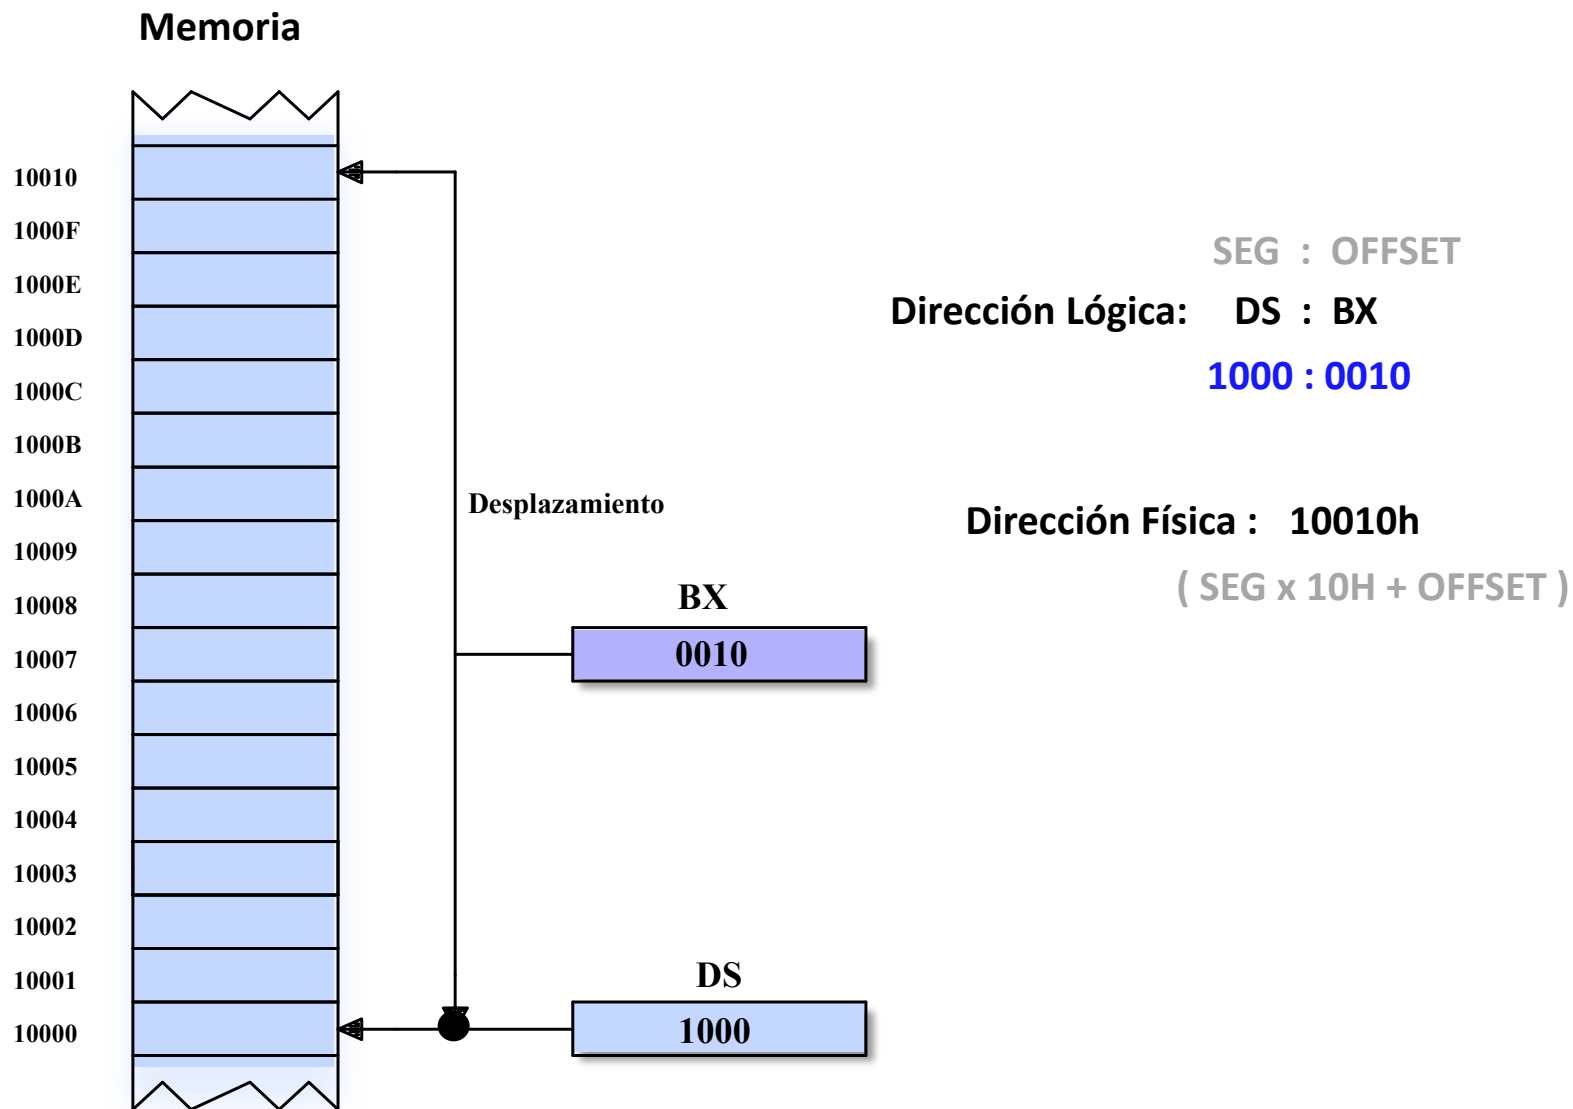 Memoria
10010
1000F
1000E
1000D
1000C
1000B
1000A
10009
10008
10007
10006
10005
10004
10003
10002
10001
10000
Desplazamiento
BX
0010
DS
1000
SEG : OFFSET
Dirección Lógica: DS : BX
1000 : 0010
Dirección Física : 10010h
( SEG x 10H + OFFSET )